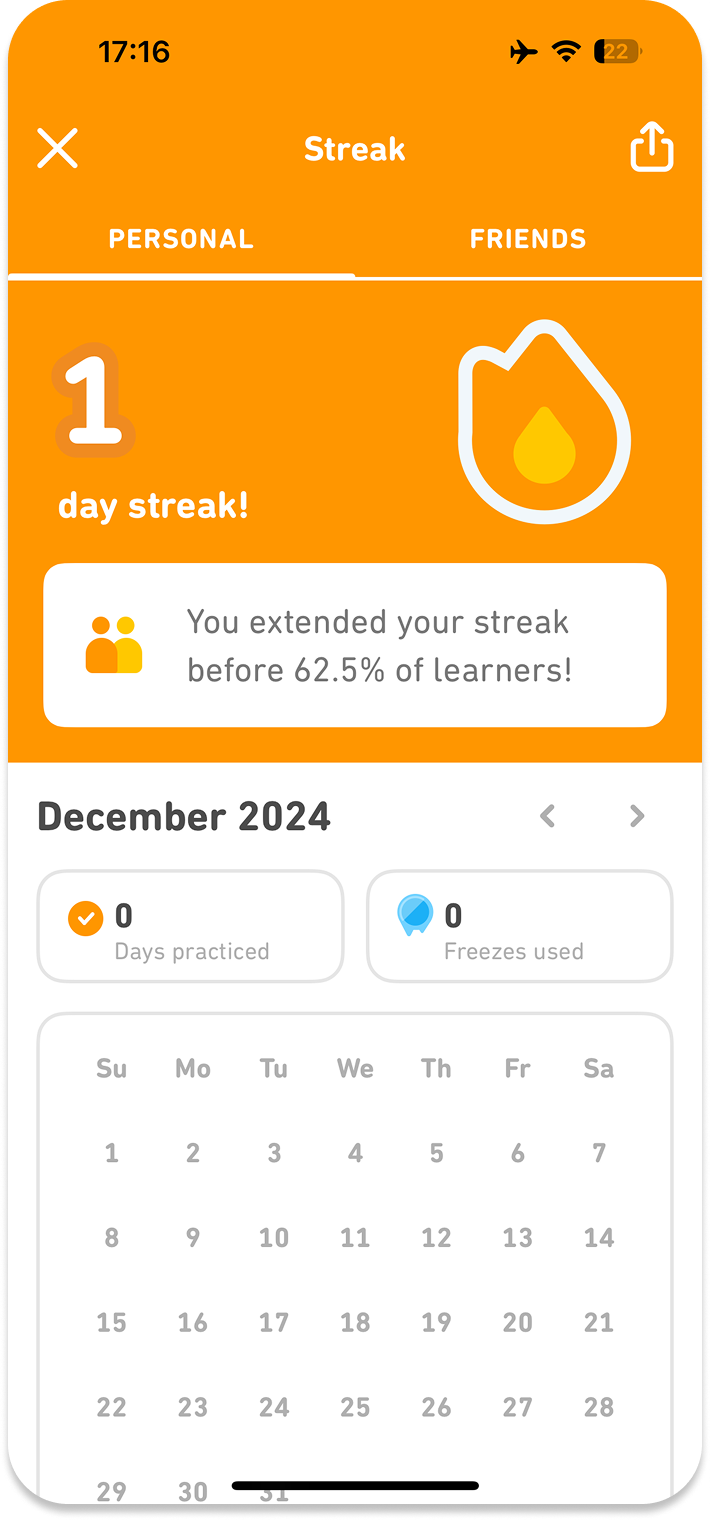 17:16
22
Streak
PERSONAL FRIENDS
1
day streak!
You extended your streak
before 62.5% of learners!
December 2024
0
Days practiced
0
Freezes used
Su Mo Tu We Th Fr Sa
1 2 3 4 5 6 7
8 9 10 11 12 13 14
15 16 17 18 19 20 21
22 23 24 25 26 27 28
29 30 31